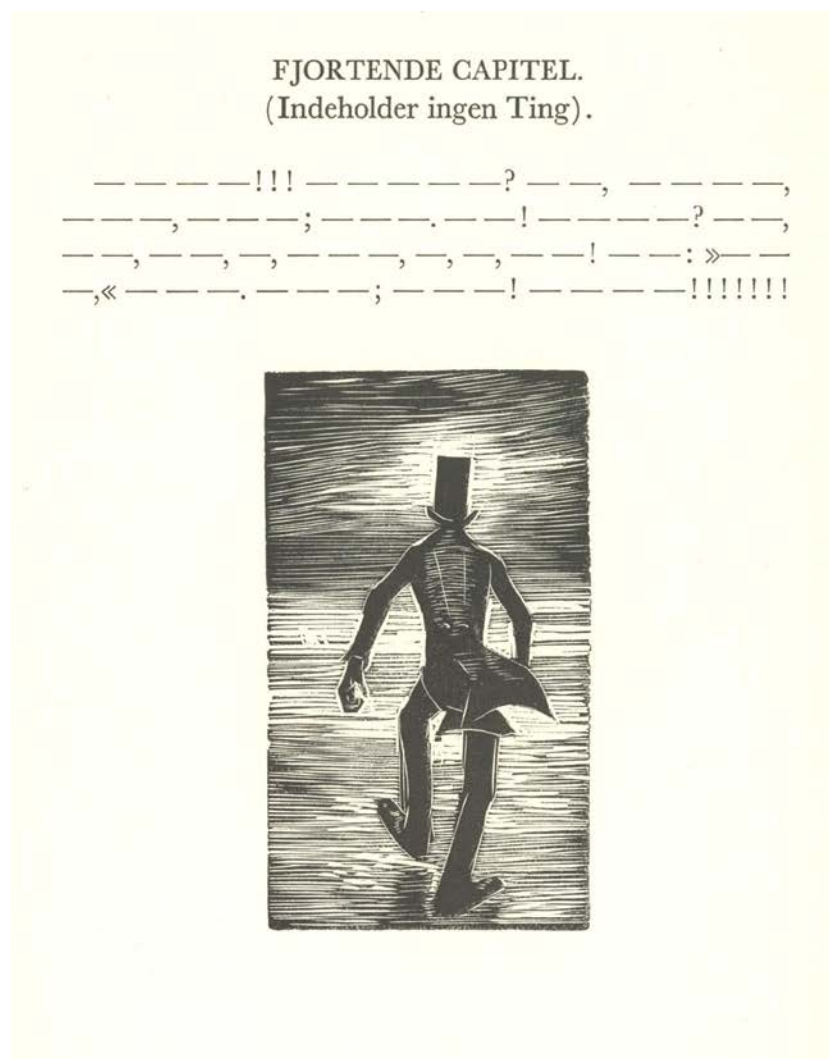 FJORTENDE CAPITEL.
(Indeholder ingen Ting).
— — — — —!!! — — — — — —? — —, — — — — —,
— — —, — — — —; — — — —. — —! — — — — —? — —,
— —, — — —, —, — — — —, —, —, — — —! — — —: »— —
—,« — — — —. — — — —; — — — —! — — — — —!!!!!!!